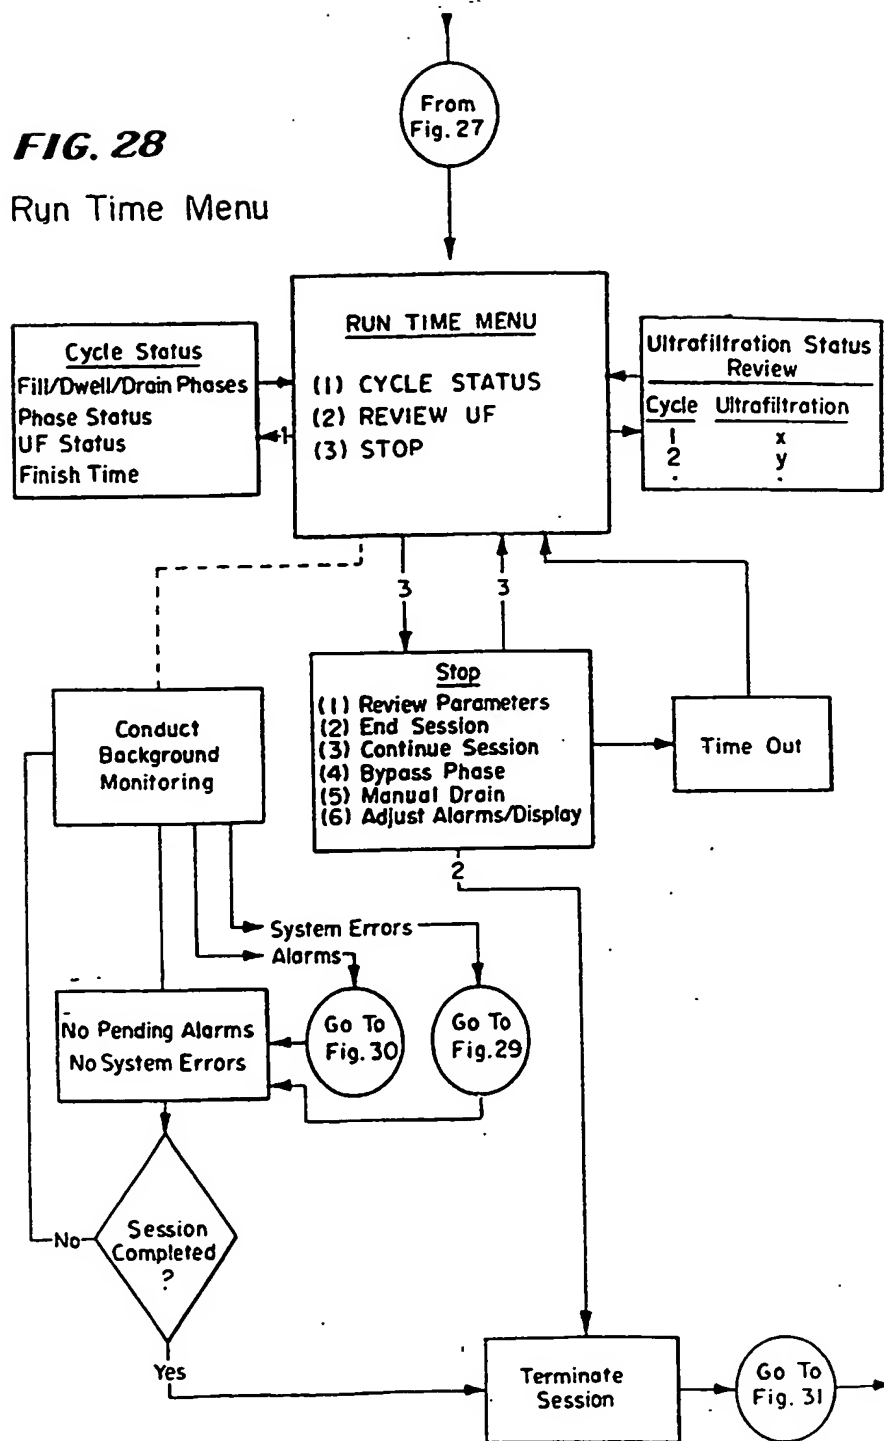 From
Fig. 27
FIG. 28
Run Time Menu
RUN TIME MENU
(1) CYCLE STATUS
(2) REVIEW UF
(3) STOP
Cycle Status
Fill/Dwell/Drain Phases
Phase Status
UF Status
Finish Time
1
Ultrafiltration Status
Review
Cycle Ultrafiltration
1 x
2 y
. .
3
3
Stop
(1) Review Parameters
(2) End Session
(3) Continue Session
(4) Bypass Phase
(5) Manual Drain
(6) Adjust Alarms/Display
2
Time Out
Conduct
Background
Monitoring
System Errors
Alarms
Go To
Fig. 30
Go To
Fig. 29
No Pending Alarms
No System Errors
Session
Completed
?
No
Yes
Terminate
Session
Go To
Fig. 31